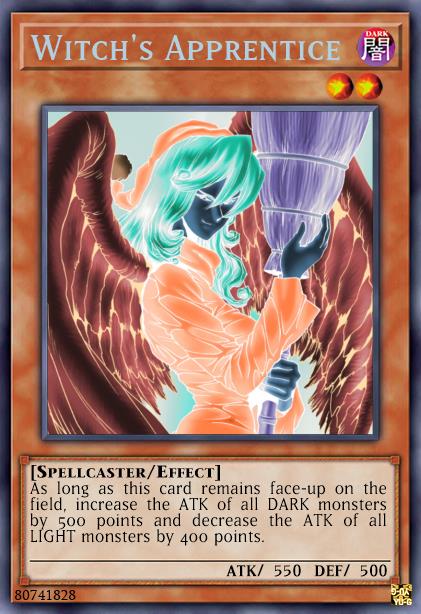 WITCH'S APPRENTICE
DARK
闇
[SPELLCASTER/EFFECT]
As long as this card remains face-up on the
field, increase the ATK of all DARK monsters
by 500 points and decrease the ATK of all
LIGHT monsters by 400 points.
ATK/ 550 DEF/ 500
80741828